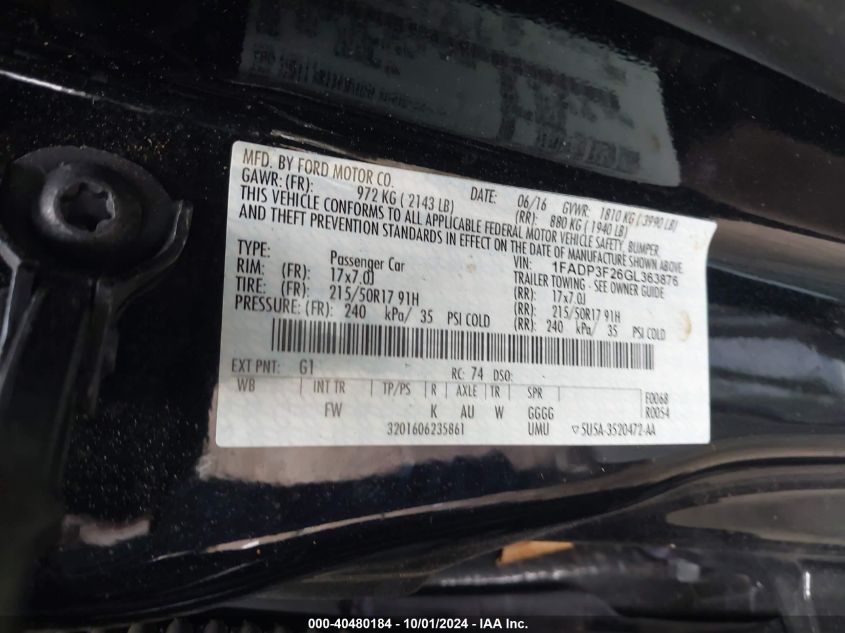 MFD. BY FORD MOTOR CO.
DATE: 06/16 GVWR: 1810 KG ( 3990 LB)
GAWR: (FR): 972 KG ( 2143 LB) (RR): 880 KG ( 1940 LB)
THIS VEHICLE CONFORMS TO ALL APPLICABLE FEDERAL MOTOR VEHICLE SAFETY, BUMPER,
AND THEFT PREVENTION STANDARDS IN EFFECT ON THE DATE OF MANUFACTURE SHOWN ABOVE
VIN: 1FADP3F26GL363876
TYPE: Passenger Car TRAILER TOWING - SEE OWNER GUIDE
RIM: (FR): 17x7.0J (RR): 17x7.0J
TIRE: (FR): 215/50R17 91H (RR): 215/50R17 91H
PRESSURE: (FR): 240 kPa/ 35 PSI COLD (RR): 240 kPa/ 35 PSI COLD
EXT PNT: G1 RC: 74 DSO:
WB INT TR TP/PS R AXLE TR SPR F0068
FW K AU W GGGG R0054
3201606235861 UMU ▽ 5U5A-3520472-AA
000-40480184 - 10/01/2024 - IAA Inc.